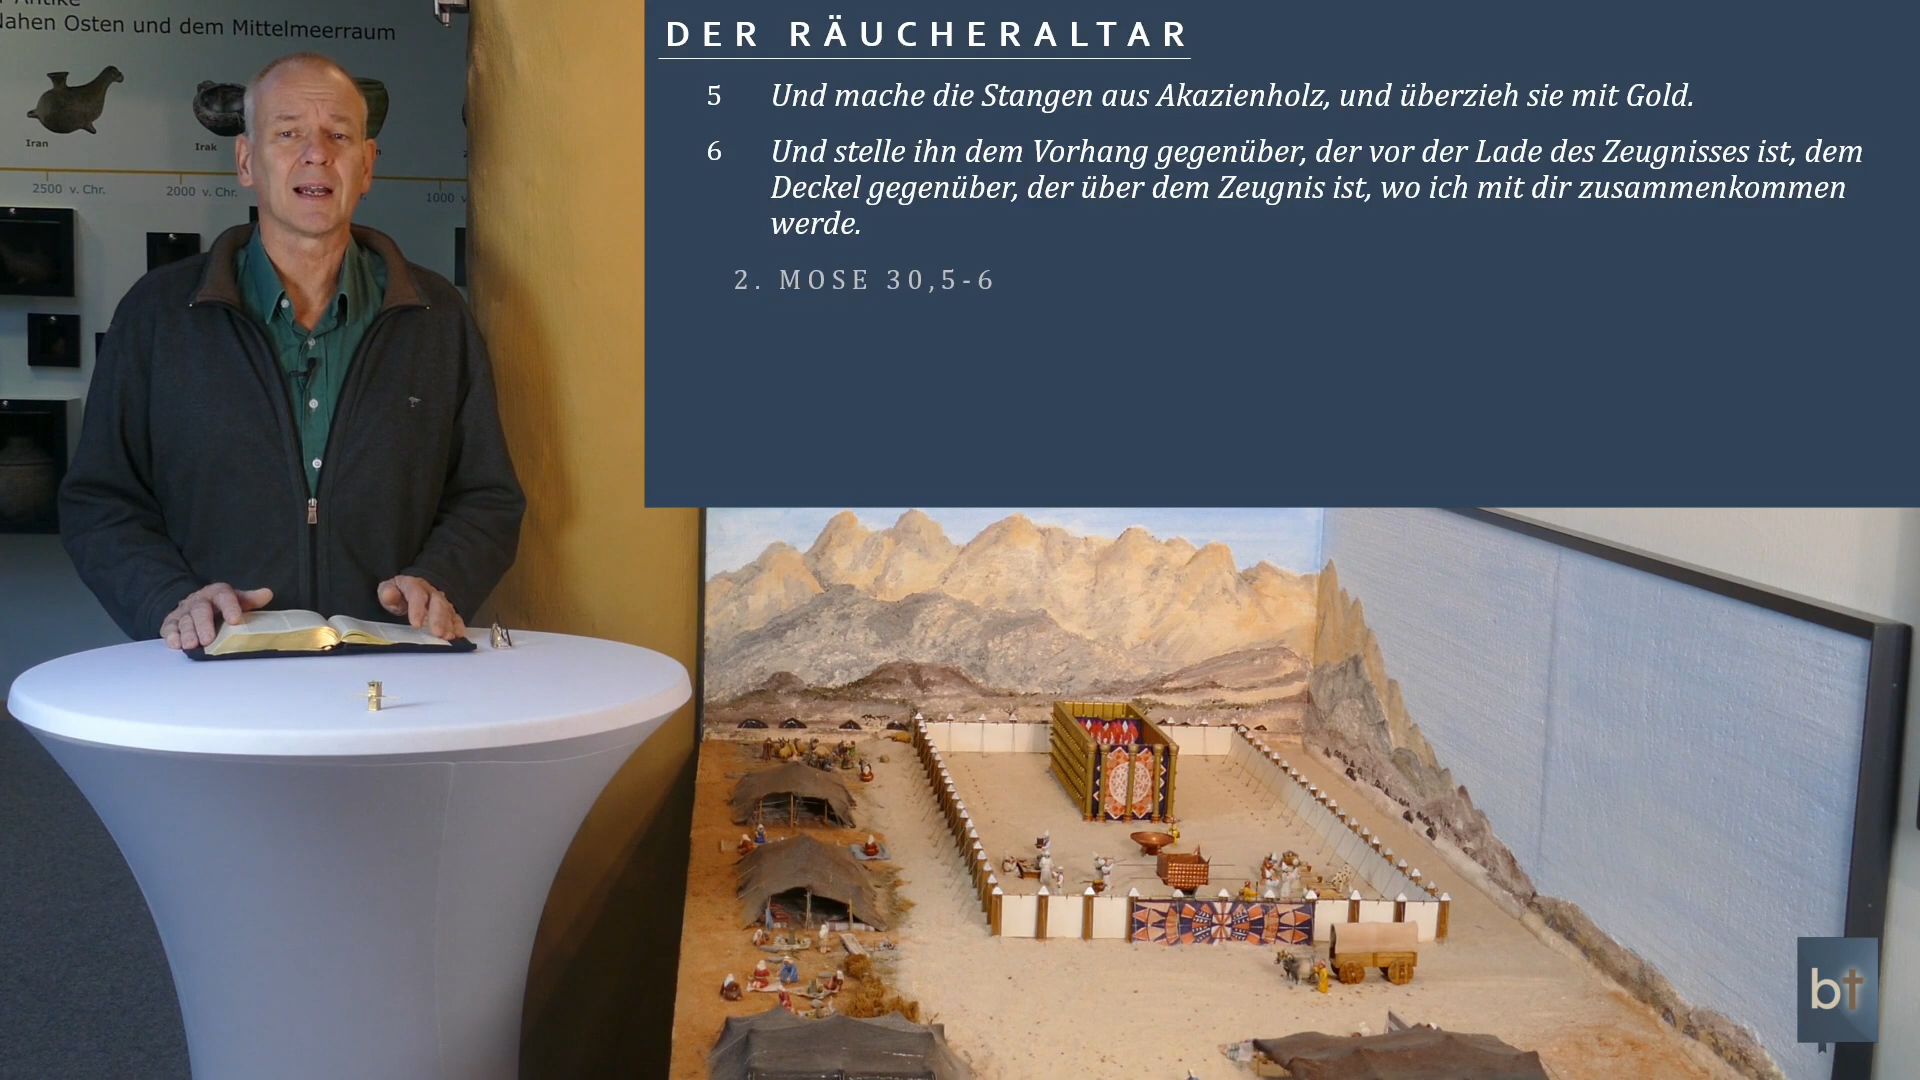 Antike
Nahen Osten und dem Mittelmeerraum
Iran
Irak
2500 v. Chr.
2000 v. Chr.
1000 v
DER RÄUCHERALTAR
5 Und mache die Stangen aus Akazienholz, und überzieh sie mit Gold.
6 Und stelle ihn dem Vorhang gegenüber, der vor der Lade des Zeugnisses ist, dem
Deckel gegenüber, der über dem Zeugnis ist, wo ich mit dir zusammenkommen
werde.
2. MOSE 30,5-6
bt